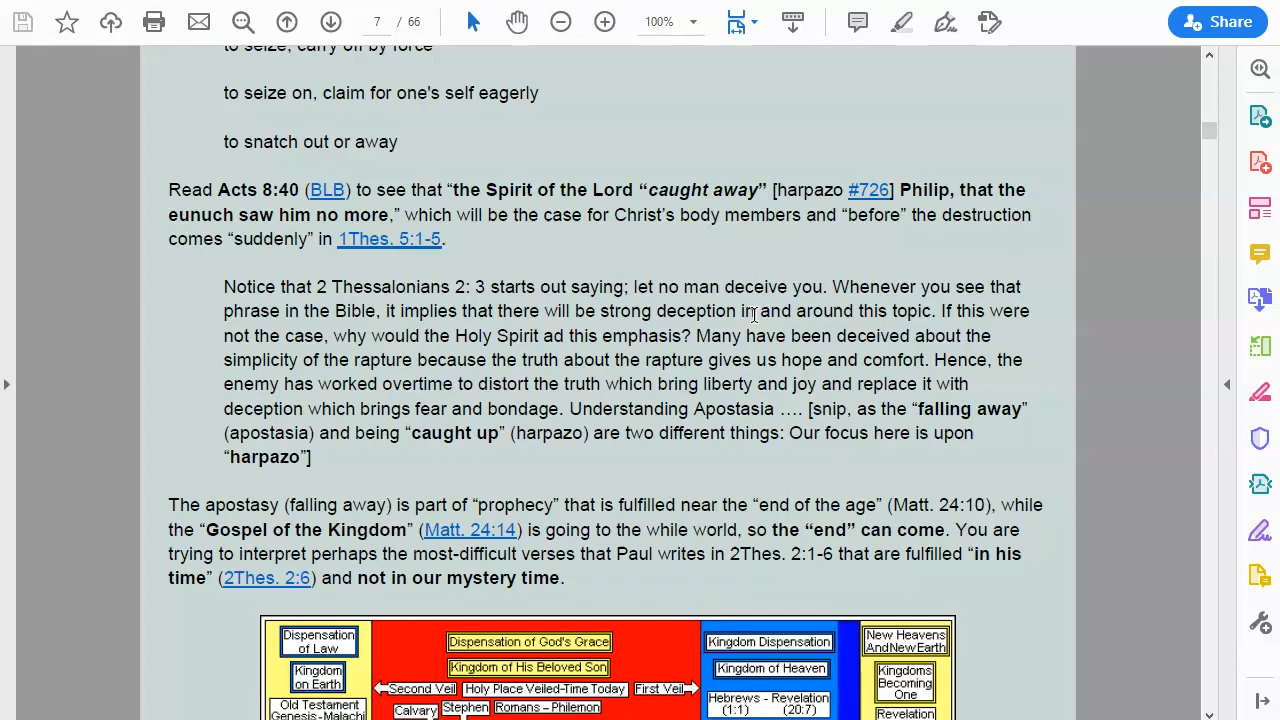 7 / 66
100%
Share
to seize, carry off by force
to seize on, claim for one's self eagerly
to snatch out or away
Read Acts 8:40 (BLB) to see that “the Spirit of the Lord “caught away” [harpazo #726] Philip, that the
eunuch saw him no more,” which will be the case for Christ’s body members and “before” the destruction
comes “suddenly” in 1Thes. 5:1-5.
Notice that 2 Thessalonians 2: 3 starts out saying; let no man deceive you. Whenever you see that
phrase in the Bible, it implies that there will be strong deception in and around this topic. If this were
not the case, why would the Holy Spirit ad this emphasis? Many have been deceived about the
simplicity of the rapture because the truth about the rapture gives us hope and comfort. Hence, the
enemy has worked overtime to distort the truth which bring liberty and joy and replace it with
deception which brings fear and bondage. Understanding Apostasia …. [snip, as the “falling away”
(apostasia) and being “caught up” (harpazo) are two different things: Our focus here is upon
“harpazo”]
The apostasy (falling away) is part of “prophecy” that is fulfilled near the “end of the age” (Matt. 24:10), while
the “Gospel of the Kingdom” (Matt. 24:14) is going to the while world, so the “end” can come. You are
trying to interpret perhaps the most-difficult verses that Paul writes in 2Thes. 2:1-6 that are fulfilled “in his
time” (2Thes. 2:6) and not in our mystery time.
Dispensation
of Law
Kingdom
on Earth
Old Testament
Genesis - Malachi
Dispensation of God's Grace
Kingdom of His Beloved Son
Second Veil
Holy Place Veiled-Time Today
First Veil
Calvary
Stephen
Romans – Philemon
Kingdom Dispensation
Kingdom of Heaven
Hebrews - Revelation
(1:1) (20:7)
New Heavens
And New Earth
Kingdoms
Becoming
One
Revelation